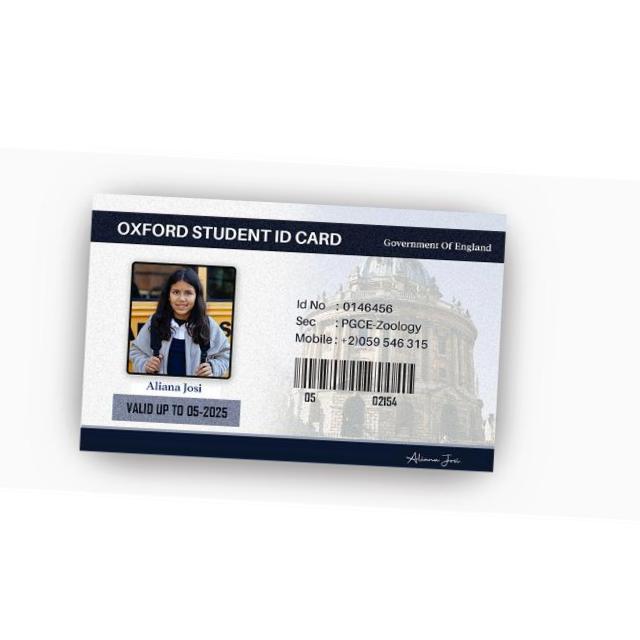 OXFORD STUDENT ID CARD
Government Of England
Id No : 0146456
Sec : PGCE-Zoology
Mobile : +2)059 546 315
Aliana Josi
VALID UP TO 05-2025
05 02154
Aliana Josi